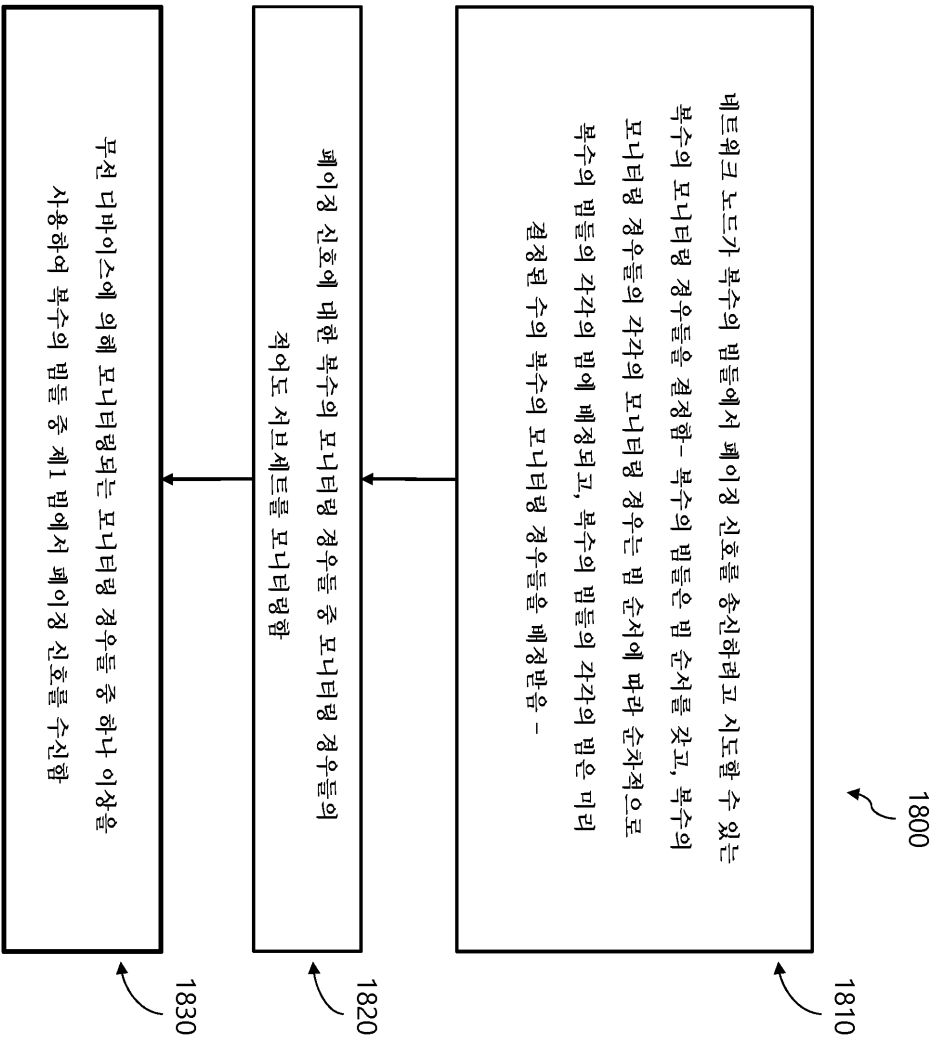 1800
1810
네트워크 노드가 복수의 빔들에서 페이징 신호를 송신하려고 시도할 수 있는
복수의 모니터링 경우들을 결정함- 복수의 빔들은 빔 순서를 갖고, 복수의
모니터링 경우들의 각각의 모니터링 경우는 빔 순서에 따라 순차적으로
복수의 빔들의 각각의 빔에 배정되고, 복수의 빔들의 각각의 빔은 미리
결정된 수의 복수의 모니터링 경우들을 배정받음 -
1820
페이징 신호에 대한 복수의 모니터링 경우들 중 모니터링 경우들의
적어도 서브세트를 모니터링함
1830
무선 디바이스에 의해 모니터링되는 모니터링 경우들 중 하나 이상을
사용하여 복수의 빔들 중 제1 빔에서 페이징 신호를 수신함